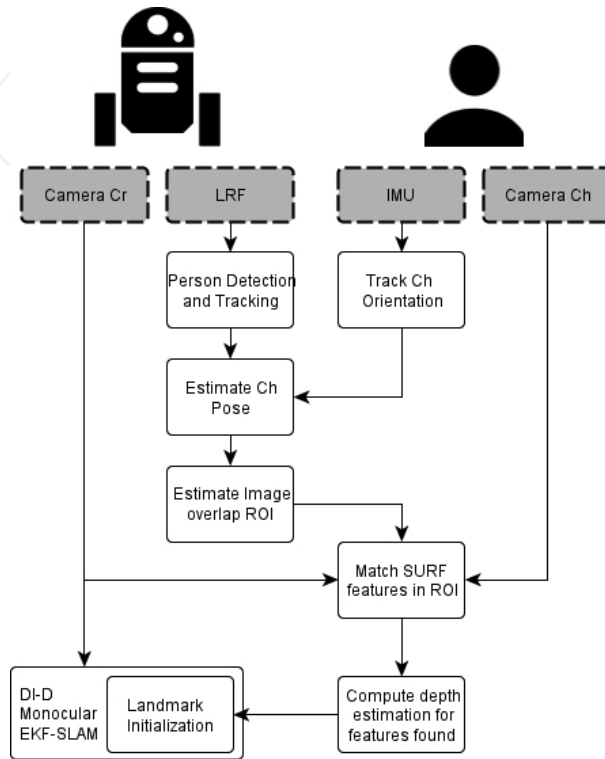 Camera Cr
LRF
IMU
Camera Ch
Person Detection
and Tracking
Track Ch
Orientation
Estimate Ch
Pose
Estimate Image
overlap ROI
Match SURF
features in ROI
DI-D
Monocular
EKF-SLAM
Landmark
Initialization
Compute depth
estimation for
features found